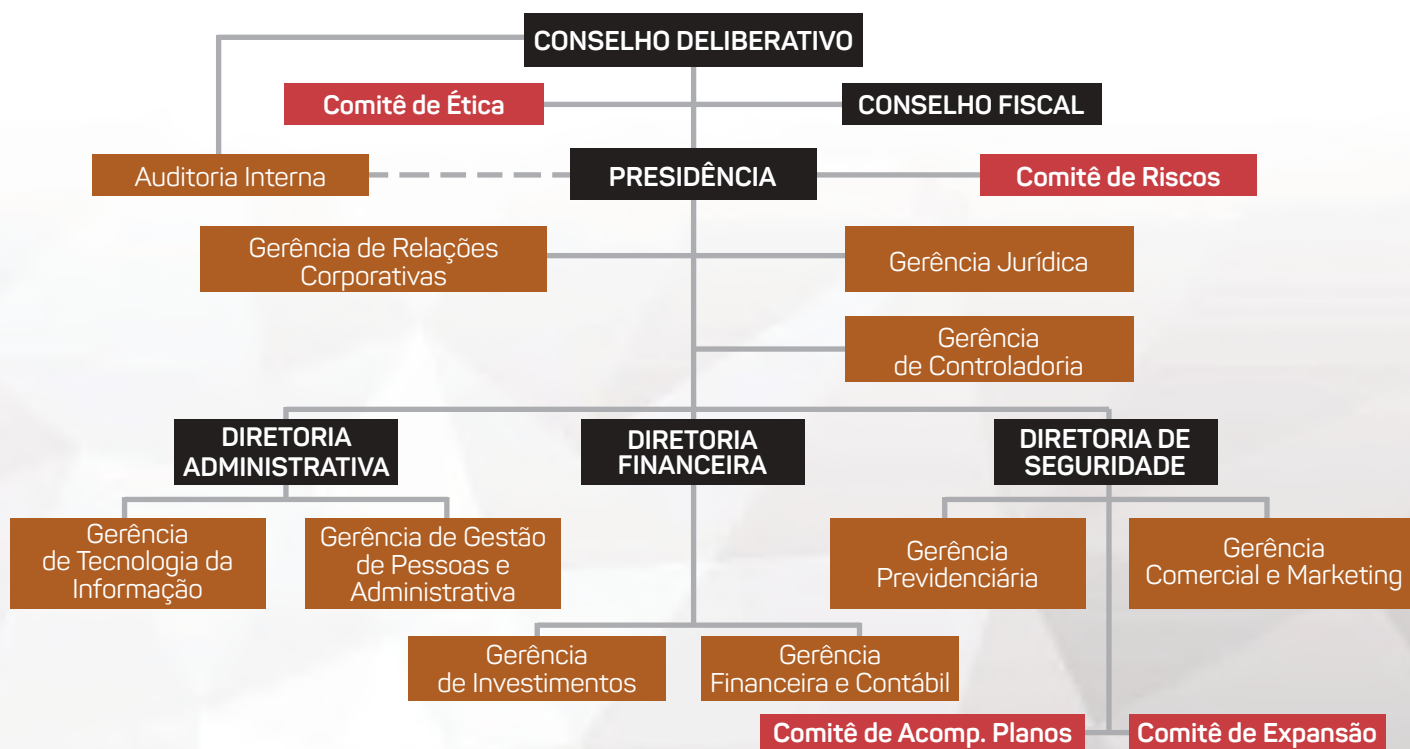 CONSELHO DELIBERATIVO
Comitê de Ética
CONSELHO FISCAL
Auditoria Interna
PRESIDÊNCIA
Comitê de Riscos
Gerência de Relações
Corporativas
Gerência Jurídica
Gerência
de Controladoria
DIRETORIA
ADMINISTRATIVA
DIRETORIA
FINANCEIRA
DIRETORIA DE
SEGURIDADE
Gerência
de Tecnologia da
Informação
Gerência de Gestão
de Pessoas e
Administrativa
Gerência
Previdenciária
Gerência
Comercial e Marketing
Gerência
de Investimentos
Gerência
Financeira e Contábil
Comitê de Acomp. Planos
Comitê de Expansão